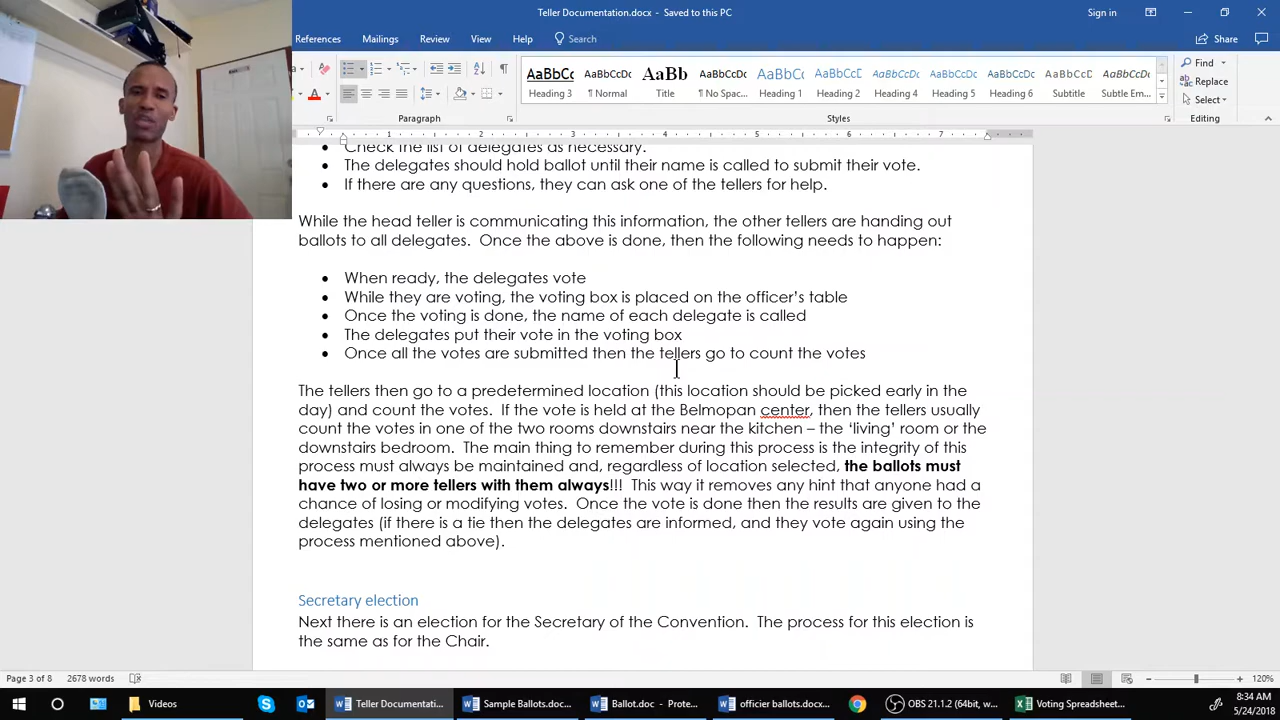 Teller Documentation.docx - Saved to this PC
Sign in
References Mailings Review View Help Search
Share
AaBbCc AaBbCcDc AaBb AaBbCcDc AaBbCcD AaBbCcD AaBbCcDc AaBbCcD AaBbCcD AaBbCcDc AaBbCcDc
Find
Replace
Select
Heading 3 ¶ Normal Title ¶ No Spac... Heading 1 Heading 2 Heading 4 Heading 5 Heading 6 Subtitle Subtle Em...
Paragraph Styles Editing
1 2 3 4 5 6 7
• Check the list of delegates as necessary.
• The delegates should hold ballot until their name is called to submit their vote.
• If there are any questions, they can ask one of the tellers for help.
While the head teller is communicating this information, the other tellers are handing out
ballots to all delegates. Once the above is done, then the following needs to happen:
• When ready, the delegates vote
• While they are voting, the voting box is placed on the officer's table
• Once the voting is done, the name of each delegate is called
• The delegates put their vote in the voting box
• Once all the votes are submitted then the tellers go to count the votes
The tellers then go to a predetermined location (this location should be picked early in the
day) and count the votes. If the vote is held at the Belmopan center, then the tellers usually
count the votes in one of the two rooms downstairs near the kitchen – the 'living' room or the
downstairs bedroom. The main thing to remember during this process is the integrity of this
process must always be maintained and, regardless of location selected, the ballots must
have two or more tellers with them always!!! This way it removes any hint that anyone had a
chance of losing or modifying votes. Once the vote is done then the results are given to the
delegates (if there is a tie then the delegates are informed, and they vote again using the
process mentioned above).
Secretary election
Next there is an election for the Secretary of the Convention. The process for this election is
the same as for the Chair.
Page 3 of 8 2678 words 120%
Videos Teller Documentati... Sample Ballots.doc... Ballot.doc - Prote... officier ballots.docx... OBS 21.1.2 (64bit, w... Voting Spreadsheet...
8:34 AM
5/24/2018